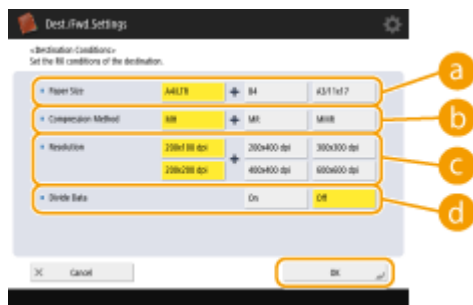 Dest./Fwd. Settings
<Destination Conditions>
Set the RX conditions of the destination.
Paper Size A4/LTR + B4 A3/11x17
a
Compression Method MH + MR MMR
b
Resolution 200x100 dpi 200x400 dpi 300x300 dpi
+
200x200 dpi 400x400 dpi 600x600 dpi
c
Divide Data On Off
d
× Cancel OK